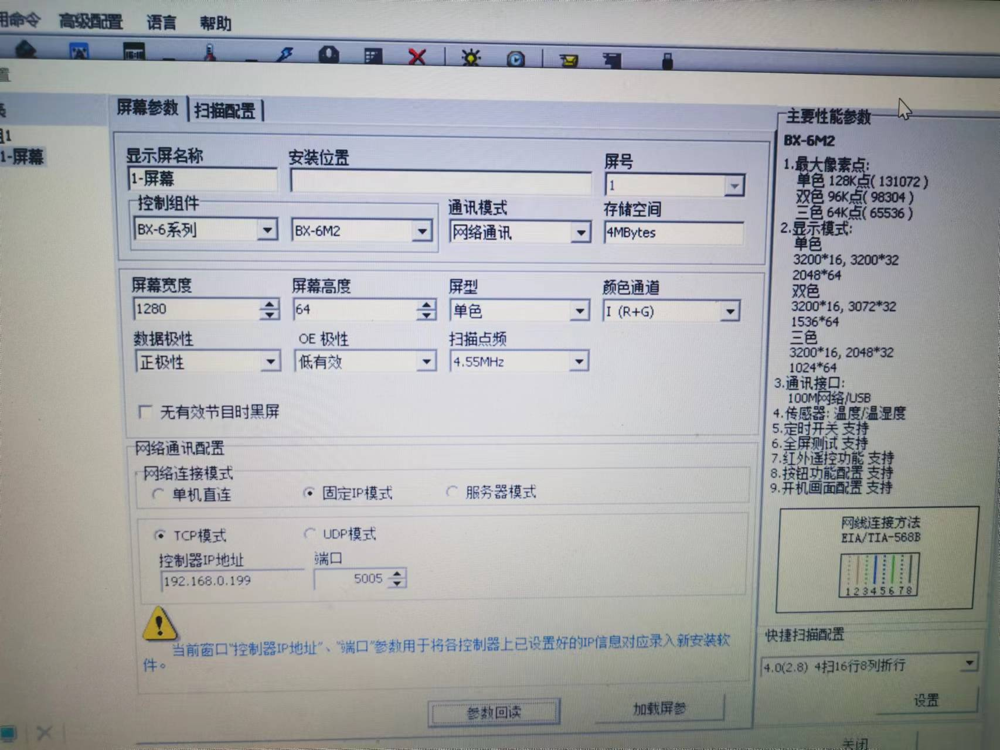 用命令 高级配置 语言 帮助
置
组1
1-屏幕
屏幕参数 扫描配置
显示屏名称 安装位置 屏号
1-屏幕 1
控制组件 通讯模式 存储空间
BX-6系列 BX-6M2 网络通讯 4MBytes
屏幕宽度 屏幕高度 屏型 颜色通道
1280 64 单色 I (R+G)
数据极性 OE 极性 扫描点频
正极性 低有效 4.55MHz
无有效节目时黑屏
网络通讯配置
网络连接模式
单机直连 固定IP模式 服务器模式
TCP模式 UDP模式
控制器IP地址 端口
192.168.0.199 5005
当前窗口"控制器IP地址"、"端口"参数用于将各控制器上已设置好的IP信息对应录入新安装软
件。
参数回读 加载屏参
主要性能参数
BX-6M2
1.最大像素点:
单色 128K点(131072)
双色 96K点(98304)
三色 64K点(65536)
2.显示模式:
单色
3200*16, 3200*32
2048*64
双色
3200*16, 3072*32
1536*64
三色
3200*16, 2048*32
1024*64
3.通讯接口:
100M网络/USB
4.传感器: 温度/温湿度
5.定时开关 支持
6.全屏测试 支持
7.红外遥控功能 支持
8.按钮功能配置 支持
9.开机画面配置 支持
网线连接方法
EIA/TIA-568B
1 2 3 4 5 6 7 8
快捷扫描配置
4.0(2.8) 4扫16行8列折行
设置
关闭